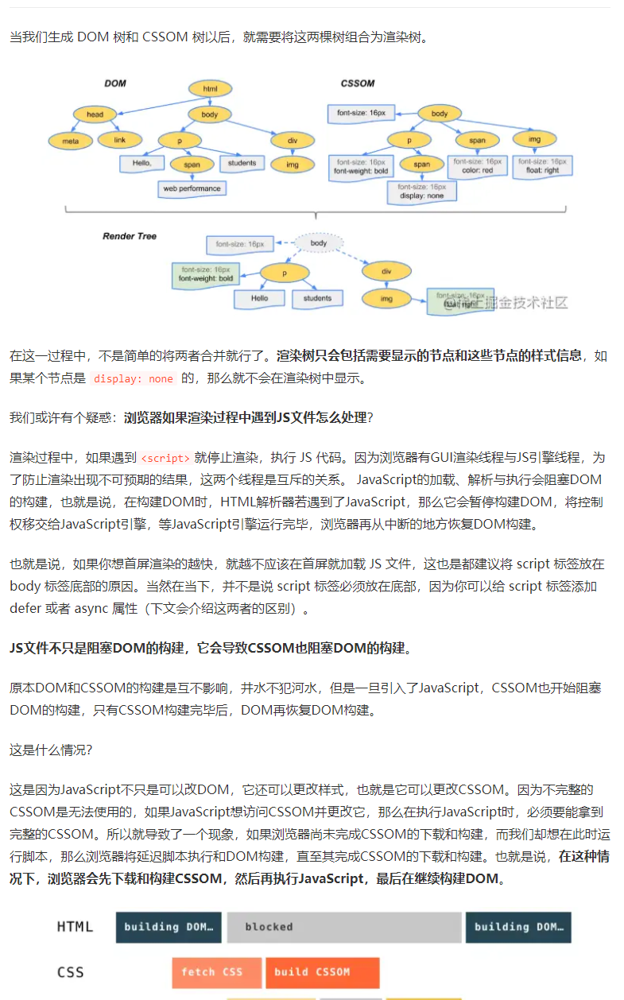 当我们生成 DOM 树和 CSSOM 树以后，就需要将这两棵树组合为渲染树。
DOM
CSSOM
html
head
body
font-size: 16px
body
meta
link
p
div
p
span
img
Hello,
span
students
img
font-size: 16px
font-weight: bold
span
font-size: 16px
color: red
font-size: 16px
float: right
web performance
font-size: 16px
display: none
Render Tree
font-size: 16px
body
font-size: 16px
font-weight: bold
p
div
Hello
students
img
font-size: 16px
float: right
@稀土掘金技术社区
在这一过程中，不是简单的将两者合并就行了。渲染树只会包括需要显示的节点和这些节点的样式信息，如
果某个节点是 display: none 的，那么就不会在渲染树中显示。
我们或许有个疑惑：浏览器如果渲染过程中遇到JS文件怎么处理？
渲染过程中，如果遇到 <script> 就停止渲染，执行 JS 代码。因为浏览器有GUI渲染线程与JS引擎线程，为
了防止渲染出现不可预期的结果，这两个线程是互斥的关系。 JavaScript的加载、解析与执行会阻塞DOM
的构建，也就是说，在构建DOM时，HTML解析器若遇到了JavaScript，那么它会暂停构建DOM，将控制
权移交给JavaScript引擎，等JavaScript引擎运行完毕，浏览器再从中断的地方恢复DOM构建。
也就是说，如果你想首屏渲染的越快，就越不应该在首屏就加载 JS 文件，这也是都建议将 script 标签放在
body 标签底部的原因。当然在当下，并不是说 script 标签必须放在底部，因为你可以给 script 标签添加
defer 或者 async 属性（下文会介绍这两者的区别）。
JS文件不只是阻塞DOM的构建，它会导致CSSOM也阻塞DOM的构建。
原本DOM和CSSOM的构建是互不影响，井水不犯河水，但是一旦引入了JavaScript，CSSOM也开始阻塞
DOM的构建，只有CSSOM构建完毕后，DOM再恢复DOM构建。
这是什么情况？
这是因为JavaScript不只是可以改DOM，它还可以更改样式，也就是它可以更改CSSOM。因为不完整的
CSSOM是无法使用的，如果JavaScript想访问CSSOM并更改它，那么在执行JavaScript时，必须要能拿到
完整的CSSOM。所以就导致了一个现象，如果浏览器尚未完成CSSOM的下载和构建，而我们却想在此时运
行脚本，那么浏览器将延迟脚本执行和DOM构建，直至其完成CSSOM的下载和构建。也就是说，在这种情
况下，浏览器会先下载和构建CSSOM，然后再执行JavaScript，最后在继续构建DOM。
HTML
building DOM…
blocked
building DOM…
CSS
fetch CSS
build CSSOM